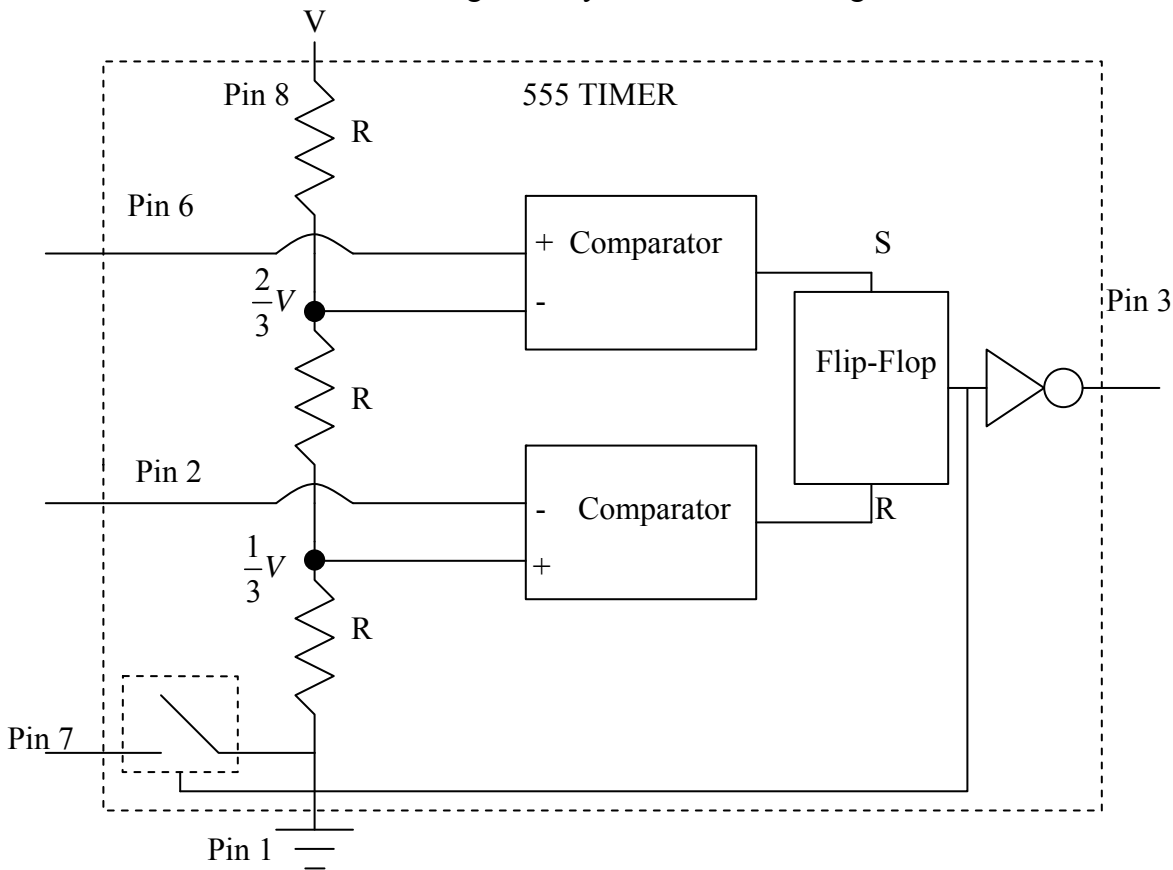 V
Pin 8
555 TIMER
R
Pin 6
+ Comparator
S
2/3 V
-
Pin 3
Flip-Flop
R
Pin 2
- Comparator
R
1/3 V
+
R
Pin 7
Pin 1